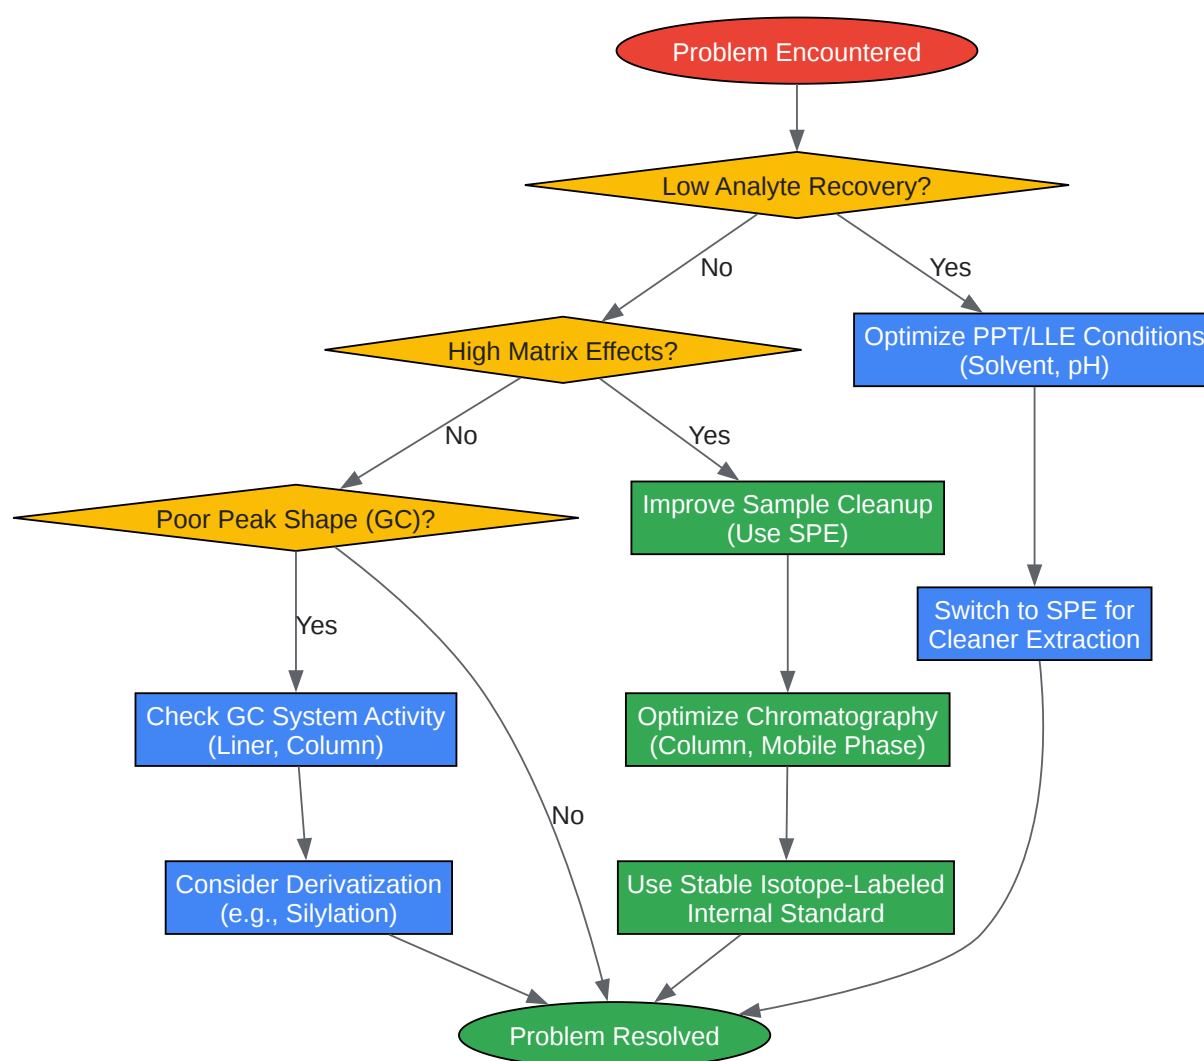 Problem Encountered
Low Analyte Recovery?
No
Yes
High Matrix Effects?
Optimize PPT/LLE Conditions
(Solvent, pH)
No
Yes
Poor Peak Shape (GC)?
Improve Sample Cleanup
(Use SPE)
Switch to SPE for
Cleaner Extraction
Yes
Check GC System Activity
(Liner, Column)
Optimize Chromatography
(Column, Mobile Phase)
No
Consider Derivatization
(e.g., Silylation)
Use Stable Isotope-Labeled
Internal Standard
Problem Resolved